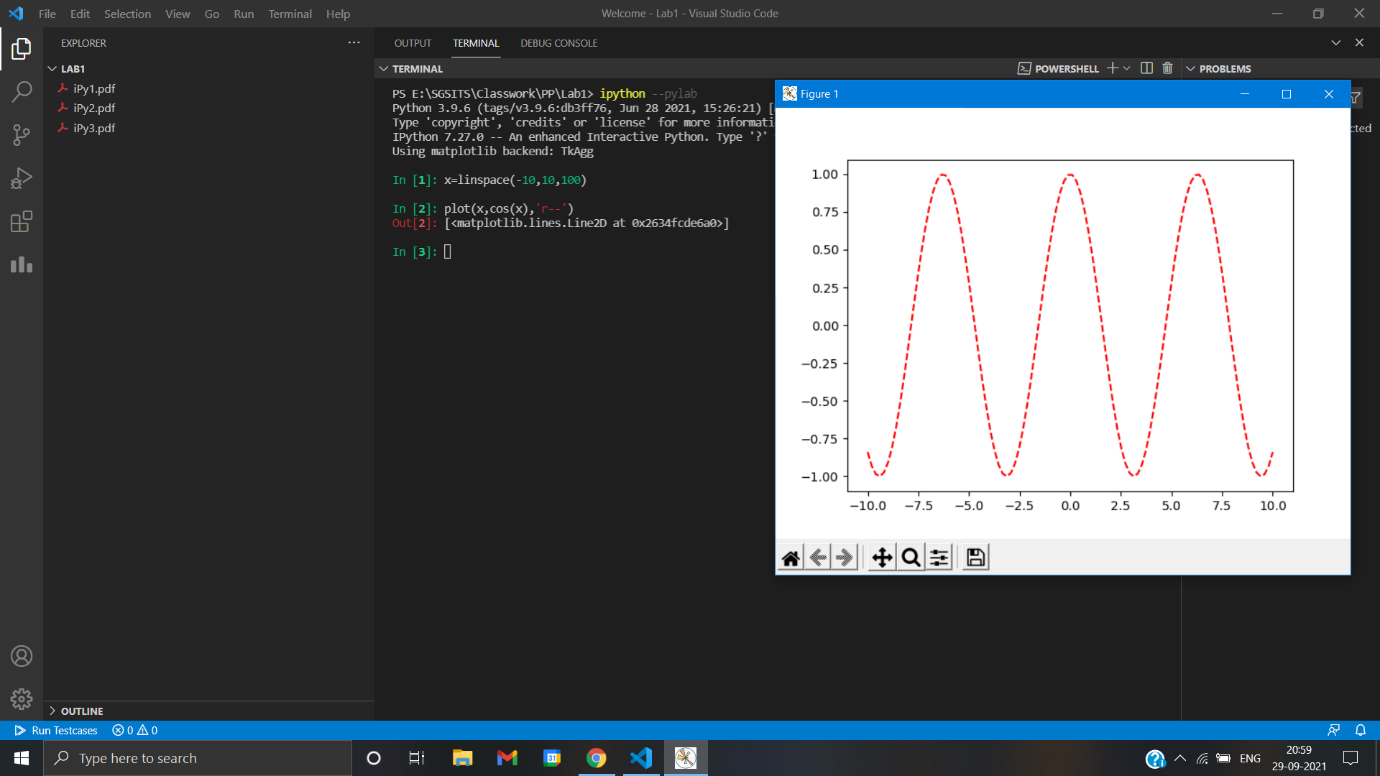 File Edit Selection View Go Run Terminal Help
Welcome - Lab1 - Visual Studio Code
EXPLORER
LAB1
iPy1.pdf
iPy2.pdf
iPy3.pdf
OUTLINE
OUTPUT TERMINAL DEBUG CONSOLE
TERMINAL
POWERSHELL
PROBLEMS
cted
PS E:\SGSITS\Classwork\PP\Lab1> ipython --pylab
Python 3.9.6 (tags/v3.9.6:db3ff76, Jun 28 2021, 15:26:21) [
Type 'copyright', 'credits' or 'license' for more informati
IPython 7.27.0 -- An enhanced Interactive Python. Type '?'
Using matplotlib backend: TkAgg
In [1]: x=linspace(-10,10,100)
In [2]: plot(x,cos(x),'r--')
Out[2]: [<matplotlib.lines.Line2D at 0x2634fcde6a0>]
In [3]:
Figure 1
1.00
0.75
0.50
0.25
0.00
−0.25
−0.50
−0.75
−1.00
−10.0 −7.5 −5.0 −2.5 0.0 2.5 5.0 7.5 10.0
Run Testcases 0 0
Type here to search
31
ENG
20:59
29-09-2021